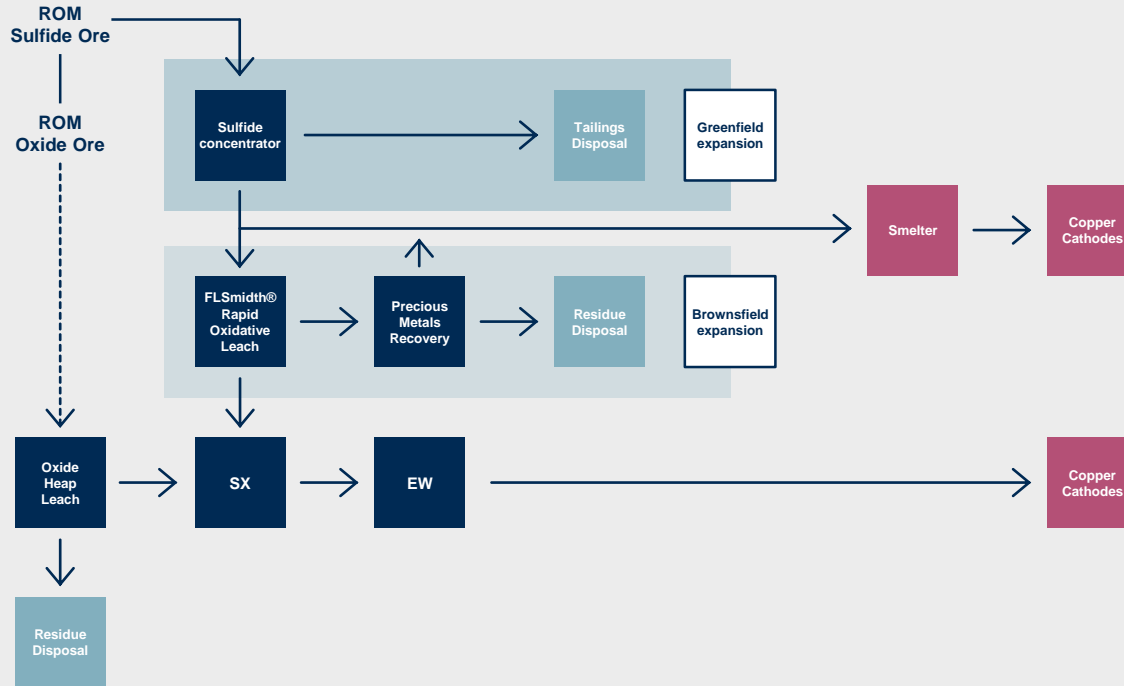 ROM
Sulfide Ore
ROM
Oxide Ore
Sulfide
concentrator
Tailings
Disposal
Greenfield
expansion
Smelter
Copper
Cathodes
FLSmidth®
Rapid
Oxidative
Leach
Precious
Metals
Recovery
Residue
Disposal
Brownsfield
expansion
Oxide
Heap
Leach
SX
EW
Copper
Cathodes
Residue
Disposal